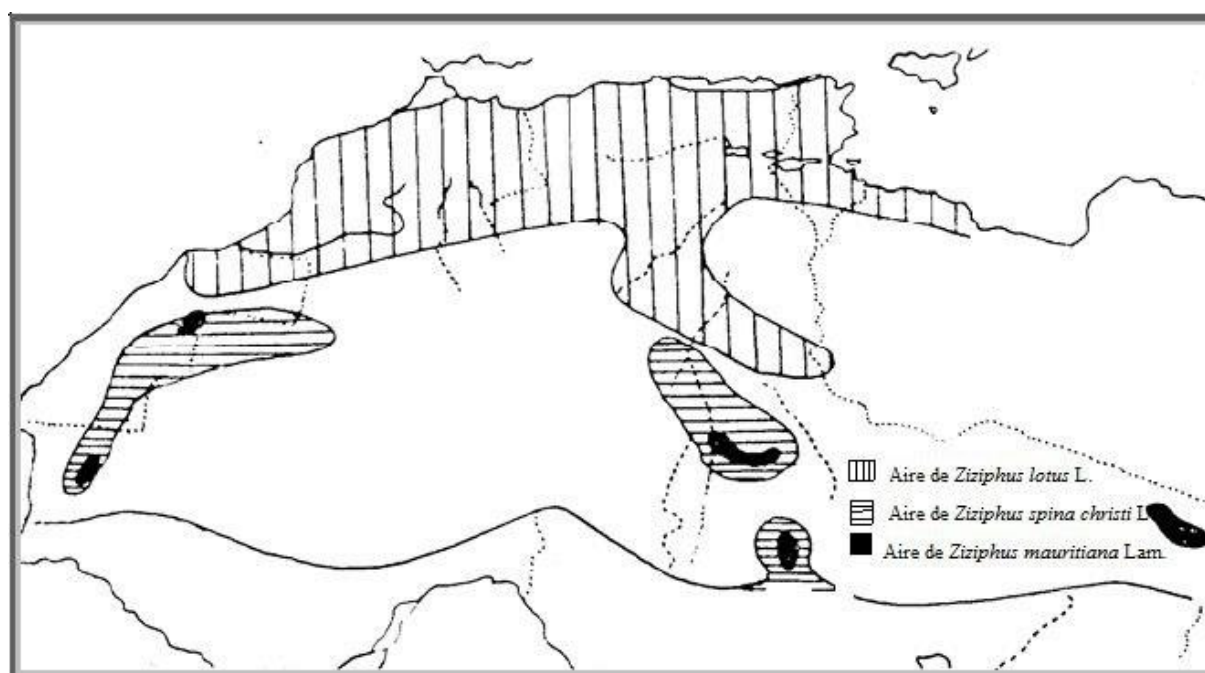 Aire de Ziziphus lotus L.
Aire de Ziziphus spina christi L
Aire de Ziziphus mauritiana Lam.